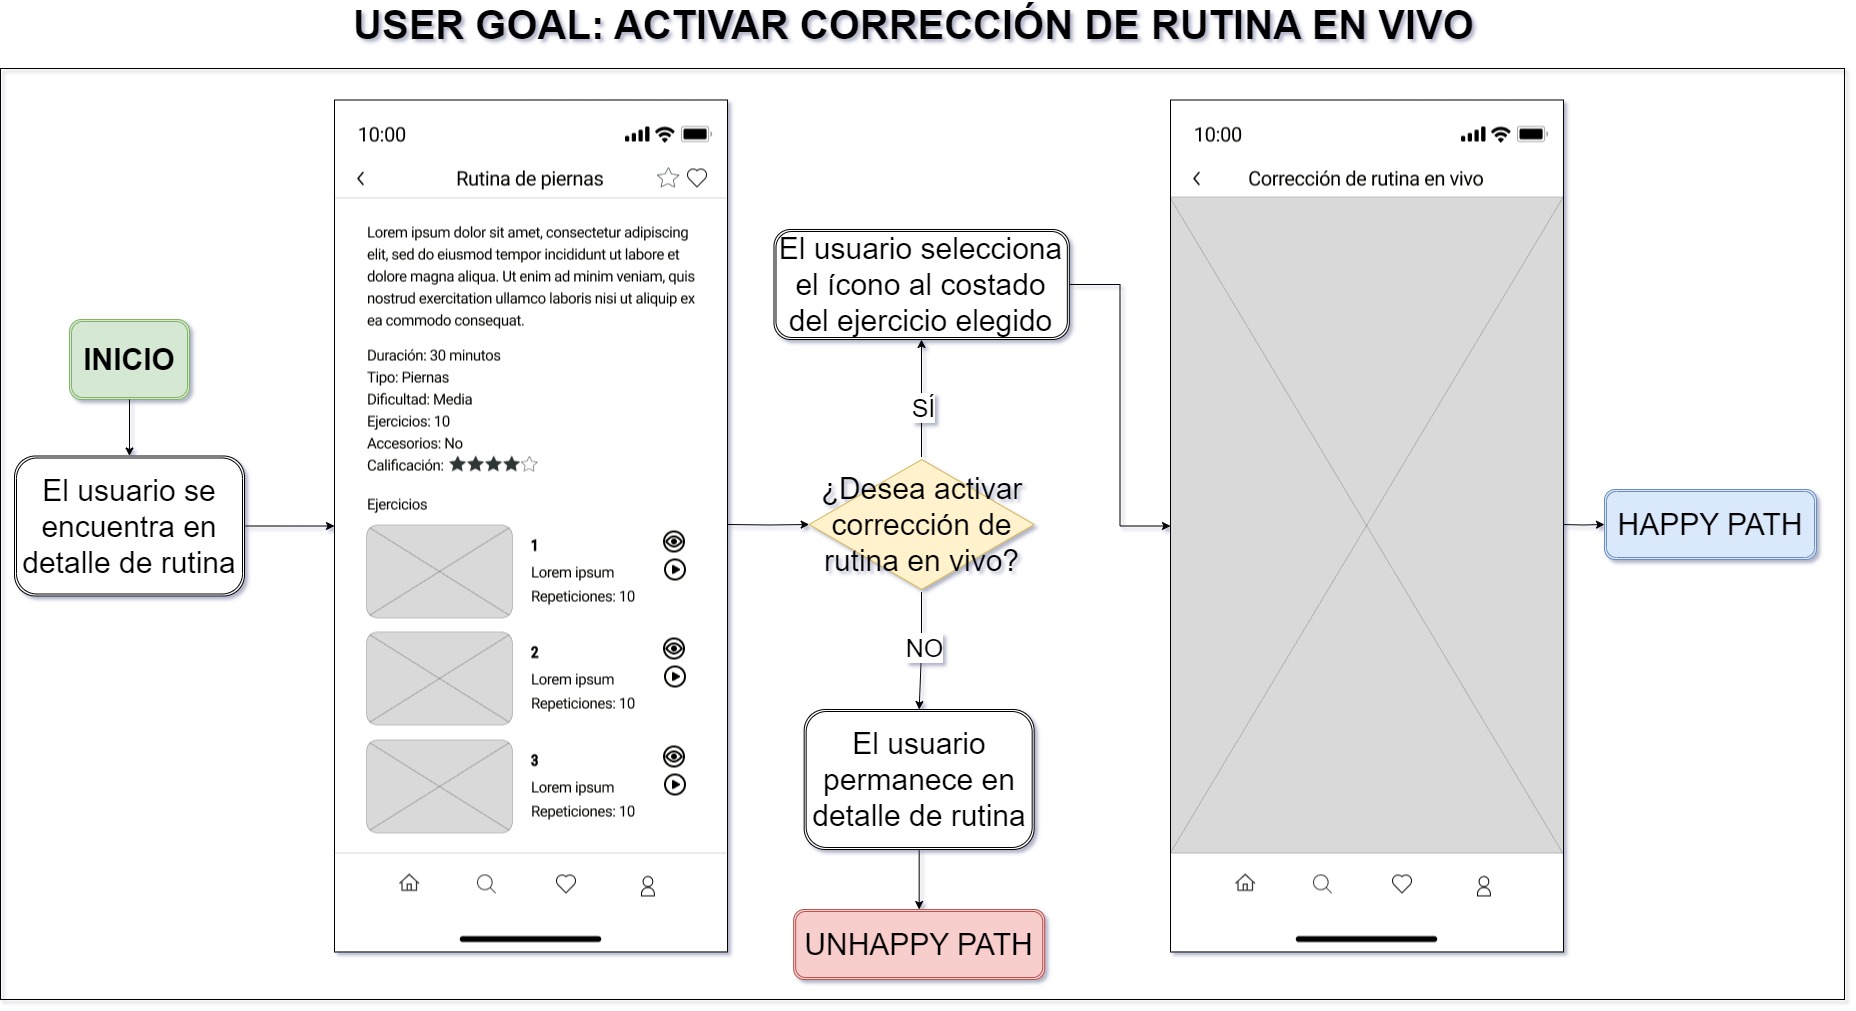 USER GOAL: ACTIVAR CORRECCIÓN DE RUTINA EN VIVO
INICIO
El usuario se
encuentra en
detalle de rutina
10:00
Rutina de piernas
Lorem ipsum dolor sit amet, consectetur adipiscing
elit, sed do eiusmod tempor incididunt ut labore et
dolore magna aliqua. Ut enim ad minim veniam, quis
nostrud exercitation ullamco laboris nisi ut aliquip ex
ea commodo consequat.
Duración: 30 minutos
Tipo: Piernas
Dificultad: Media
Ejercicios: 10
Accesorios: No
Calificación:
Ejercicios
1
Lorem ipsum
Repeticiones: 10
2
Lorem ipsum
Repeticiones: 10
3
Lorem ipsum
Repeticiones: 10
El usuario selecciona
el ícono al costado
del ejercicio elegido
SÍ
¿Desea activar
corrección de
rutina en vivo?
NO
El usuario
permanece en
detalle de rutina
UNHAPPY PATH
10:00
Corrección de rutina en vivo
HAPPY PATH